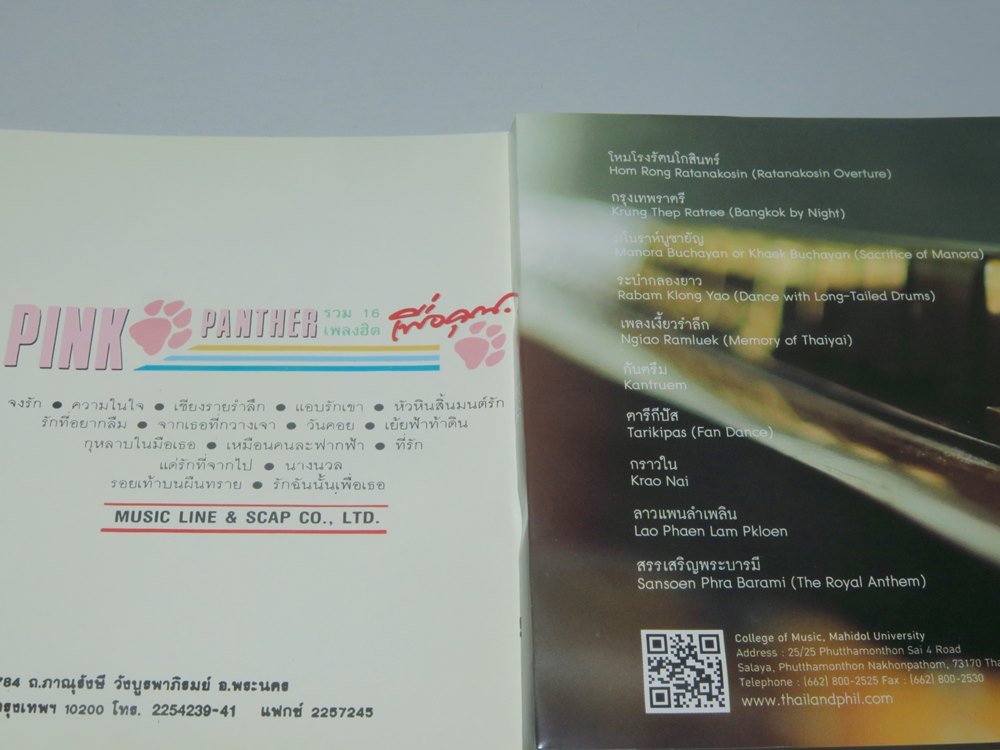 PINK PANTHER รวม 16 เพลงฮิต เพื่อคุณ.
จงรัก ● ความในใจ ● เชียงรายรำลึก ● แอบรักเขา ● หัวหินสิ้นมนต์รัก
รักที่อยากลืม ● จากเธอที่กวางเจา ● วันคอย ● เย้ยฟ้าท้าดิน
กุหลาบในมือเธอ ● เหมือนคนละฟากฟ้า ● ที่รัก
แด่รักที่จากไป ● นางนวล
รอยเท้าบนผืนทราย ● รักฉันนั้นเพื่อเธอ
MUSIC LINE & SCAP CO., LTD.
784 ถ.ภาณุรังษี วังบูรพาภิรมย์ อ.พระนคร
กรุงเทพฯ 10200 โทร. 2254239-41 แฟกซ์ 2257245
โหมโรงรัตนโกสินทร์
Hom Rong Ratanakosin (Ratanakosin Overture)
กรุงเทพราตรี
Krung Thep Ratree (Bangkok by Night)
มโนราห์บูชายัญ
Manora Buchayan or Khaek Buchayan (Sacrifice of Manora)
ระบำกลองยาว
Rabam Klong Yao (Dance with Long-Tailed Drums)
เพลงเงี้ยวรำลึก
Ngiao Ramluek (Memory of Thaiyai)
กันตรึม
Kantruem
ตารีกีปัส
Tarikipas (Fan Dance)
กราวใน
Krao Nai
ลาวแพนลำเพลิน
Lao Phaen Lam Pkloen
สรรเสริญพระบารมี
Sansoen Phra Barami (The Royal Anthem)
College of Music, Mahidol University
Address : 25/25 Phutthamonthon Sai 4 Road
Salaya, Phutthamonthon Nakhonpathom, 73170
Telephone : (662) 800-2525 Fax : (662) 800-2530
www.thailandphil.com